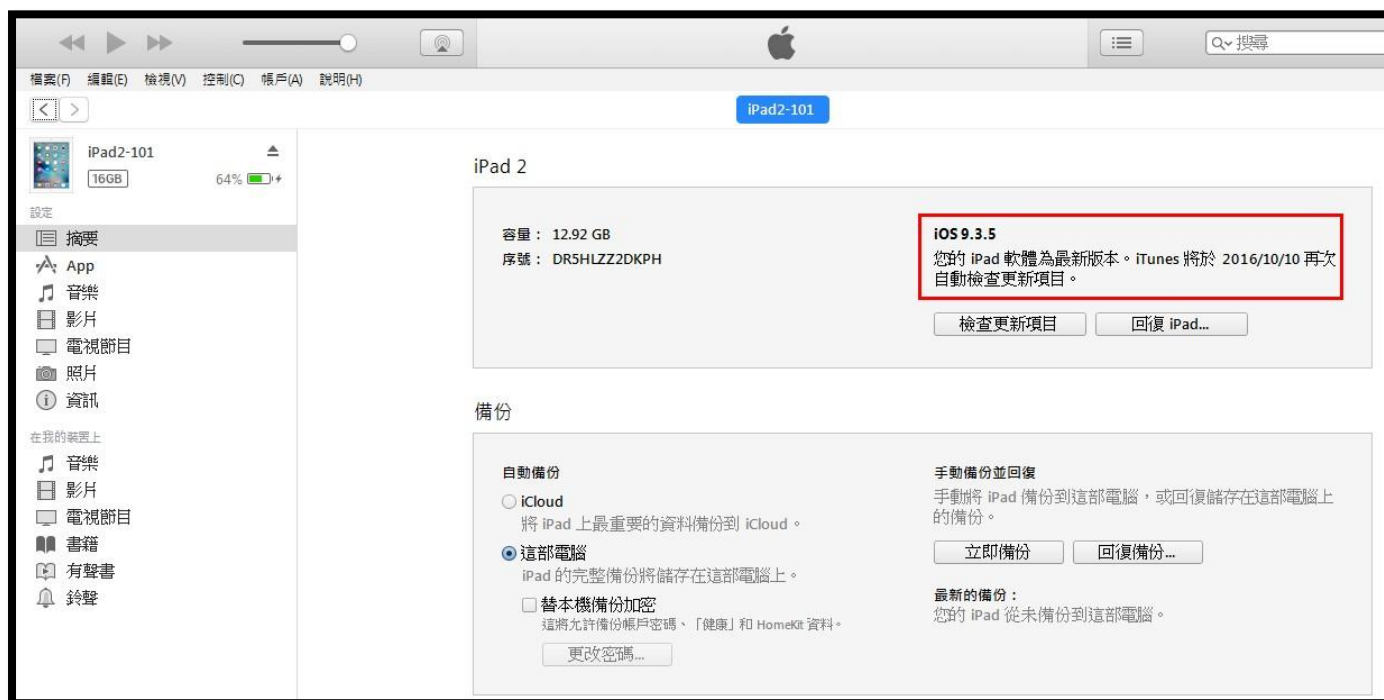 搜尋
檔案(F) 編輯(E) 檢視(V) 控制(C) 帳戶(A) 說明(H)
iPad2-101
iPad2-101
16GB 64%
設定
摘要
App
音樂
影片
電視節目
照片
資訊
在我的裝置上
音樂
影片
電視節目
書籍
有聲書
鈴聲
iPad 2
容量： 12.92 GB
序號： DR5HLZZ2DKPH
iOS 9.3.5
您的 iPad 軟體為最新版本。iTunes 將於 2016/10/10 再次
自動檢查更新項目。
檢查更新項目 回復 iPad...
備份
自動備份
iCloud
將 iPad 上最重要的資料備份到 iCloud。
這部電腦
iPad 的完整備份將儲存在這部電腦上。
替本機備份加密
這將允許備份帳戶密碼、「健康」和 HomeKit 資料。
更改密碼...
手動備份並回復
手動將 iPad 備份到這部電腦，或回復儲存在這部電腦上
的備份。
立即備份 回復備份...
最新的備份：
您的 iPad 從未備份到這部電腦。